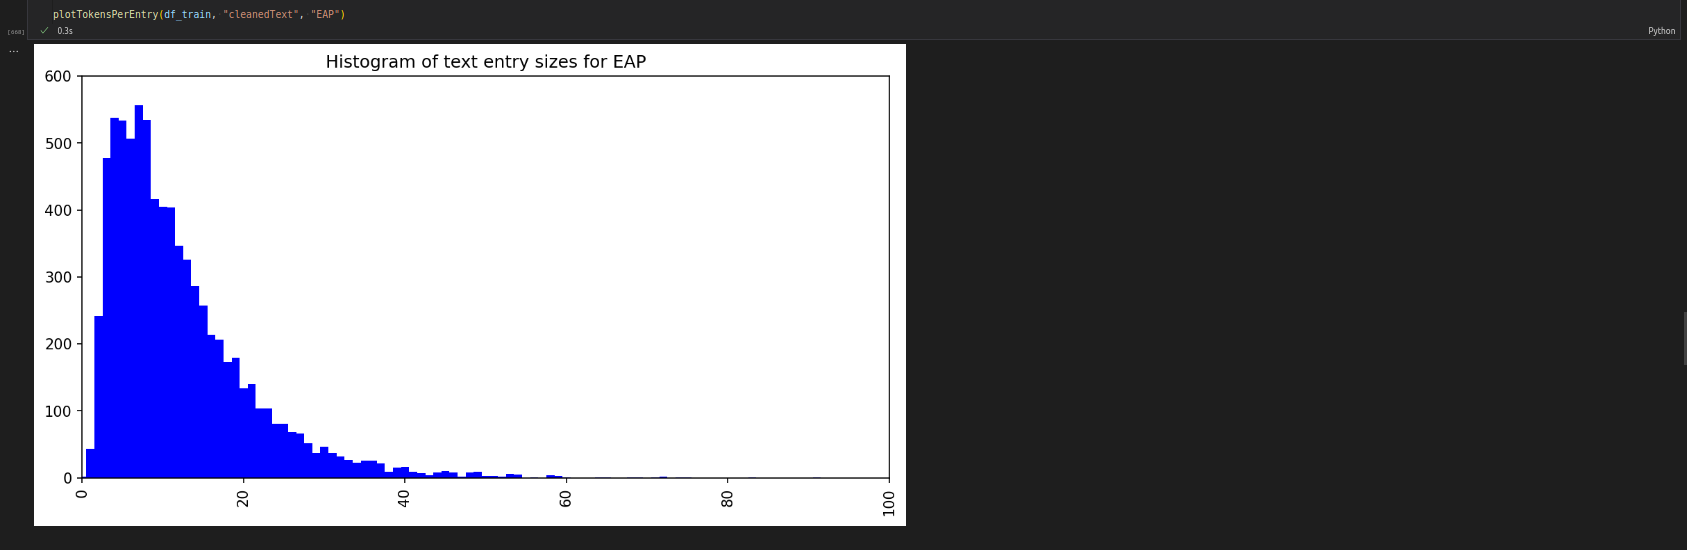 plotTokensPerEntry(df_train, "cleanedText", "EAP")
[668]
✓ 0.3s
Python
...
Histogram of text entry sizes for EAP
600
500
400
300
200
100
0
0 20 40 60 80 100